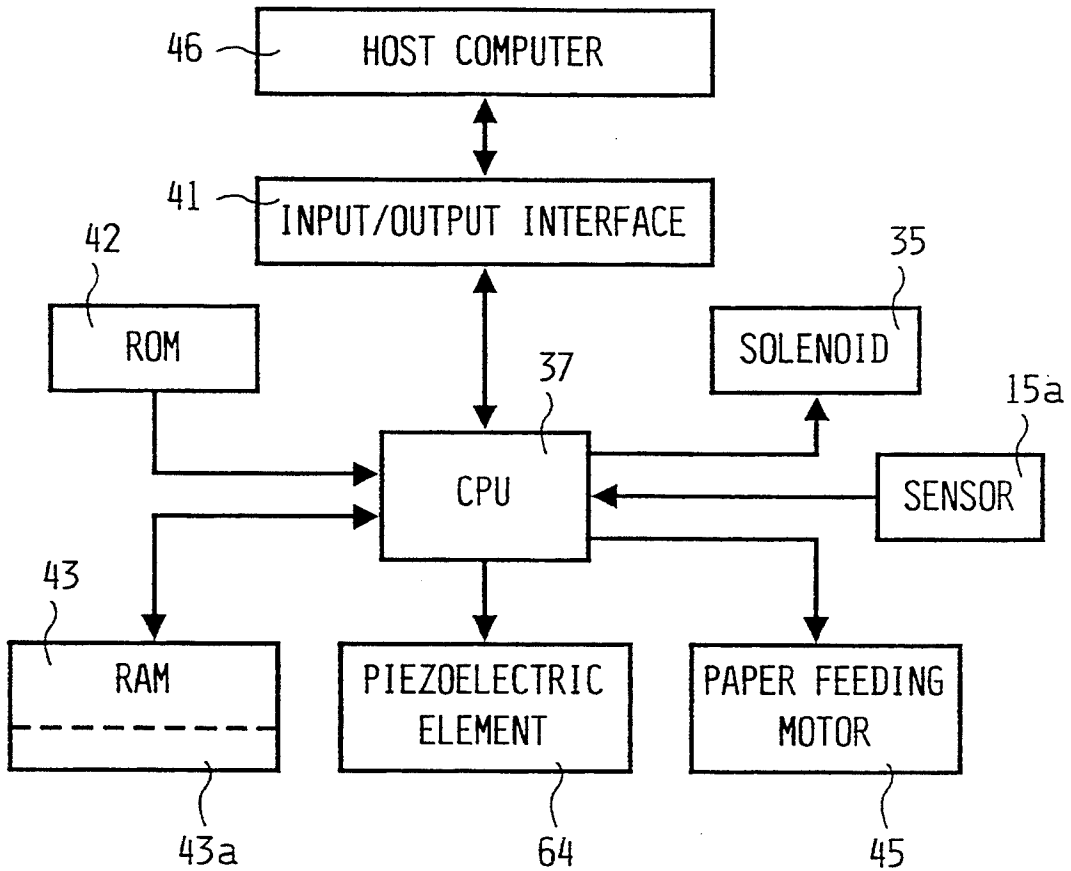 46
HOST COMPUTER
41
INPUT/OUTPUT INTERFACE
42
35
ROM
SOLENOID
37
15a
CPU
SENSOR
43
RAM
PIEZOELECTRIC
ELEMENT
PAPER FEEDING
MOTOR
43a
64
45